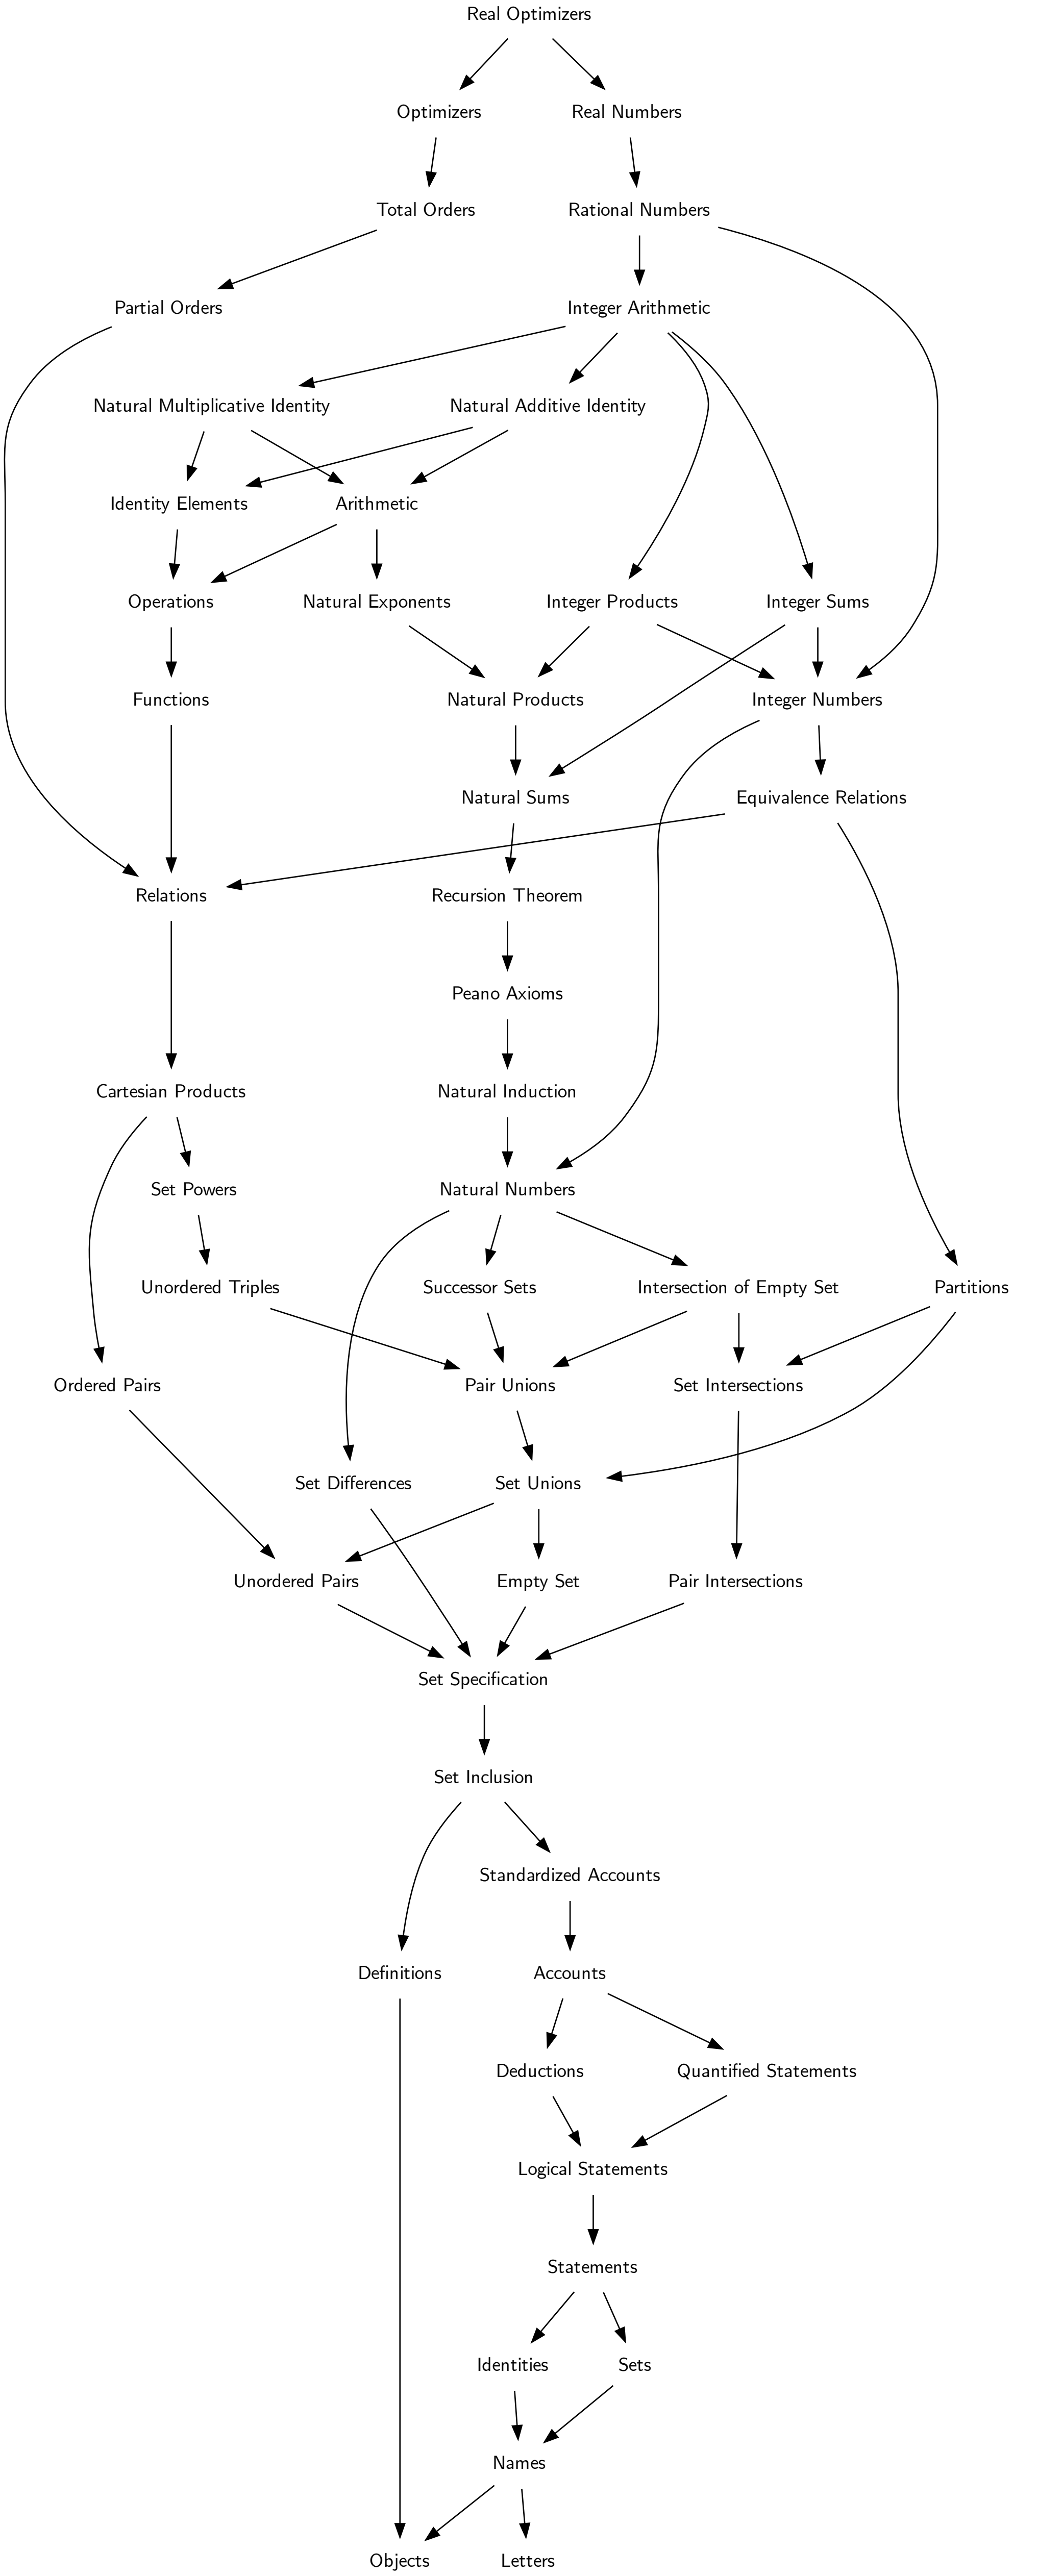 Real Optimizers
Optimizers
Real Numbers
Total Orders
Rational Numbers
Partial Orders
Integer Arithmetic
Natural Multiplicative Identity
Natural Additive Identity
Identity Elements
Arithmetic
Operations
Natural Exponents
Integer Products
Integer Sums
Functions
Natural Products
Integer Numbers
Natural Sums
Equivalence Relations
Relations
Recursion Theorem
Peano Axioms
Cartesian Products
Natural Induction
Set Powers
Natural Numbers
Unordered Triples
Successor Sets
Intersection of Empty Set
Partitions
Ordered Pairs
Pair Unions
Set Intersections
Set Differences
Set Unions
Unordered Pairs
Empty Set
Pair Intersections
Set Specification
Set Inclusion
Standardized Accounts
Definitions
Accounts
Deductions
Quantified Statements
Logical Statements
Statements
Identities
Sets
Names
Objects
Letters